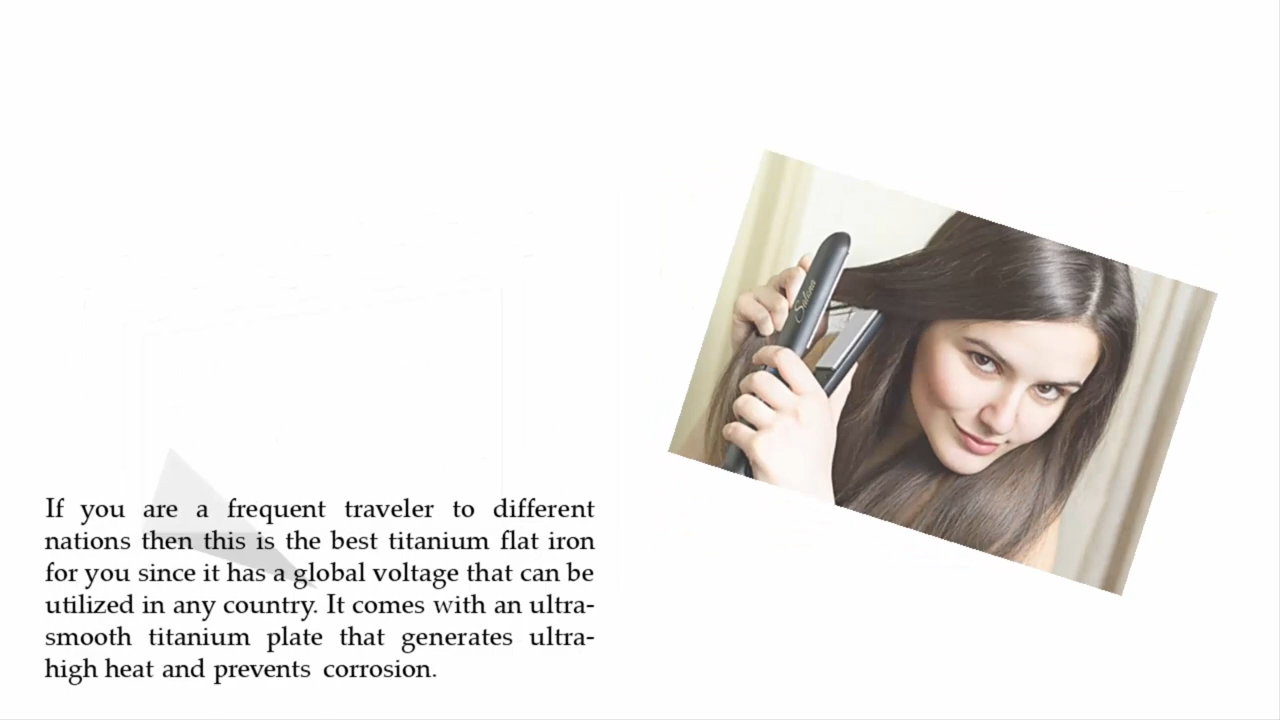 If you are a frequent traveler to different
nations then this is the best titanium flat iron
for you since it has a global voltage that can be
utilized in any country. It comes with an ultra-
smooth titanium plate that generates ultra-
high heat and prevents corrosion.